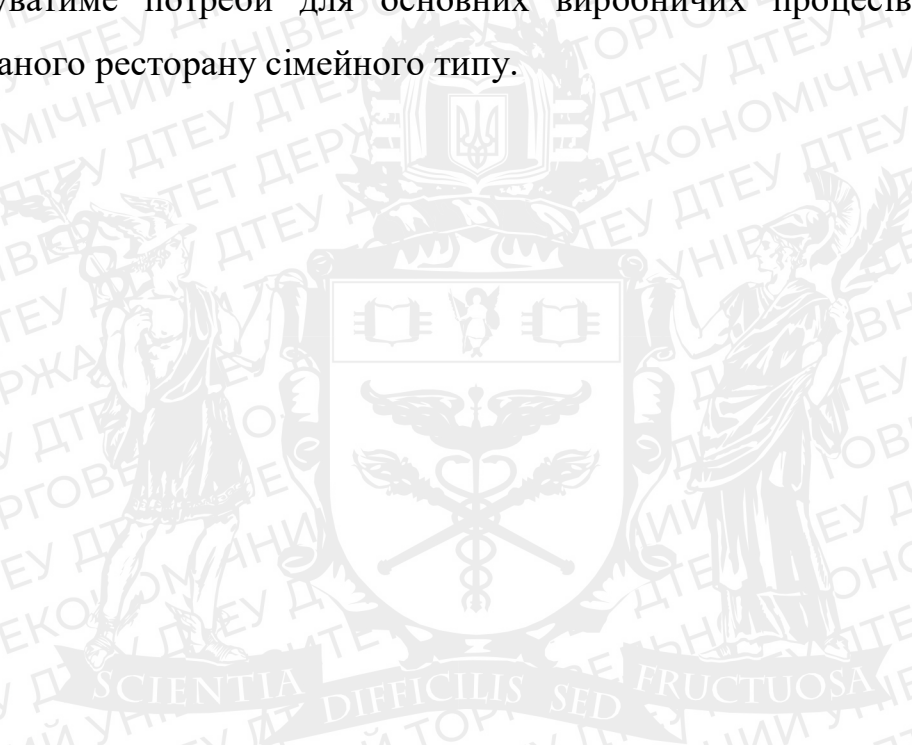 уватиме потреби для основних виробничих процесів
аного ресторану сімейного типу.
SCIENTIA DIFFICILIS SED FRUCTUOSA